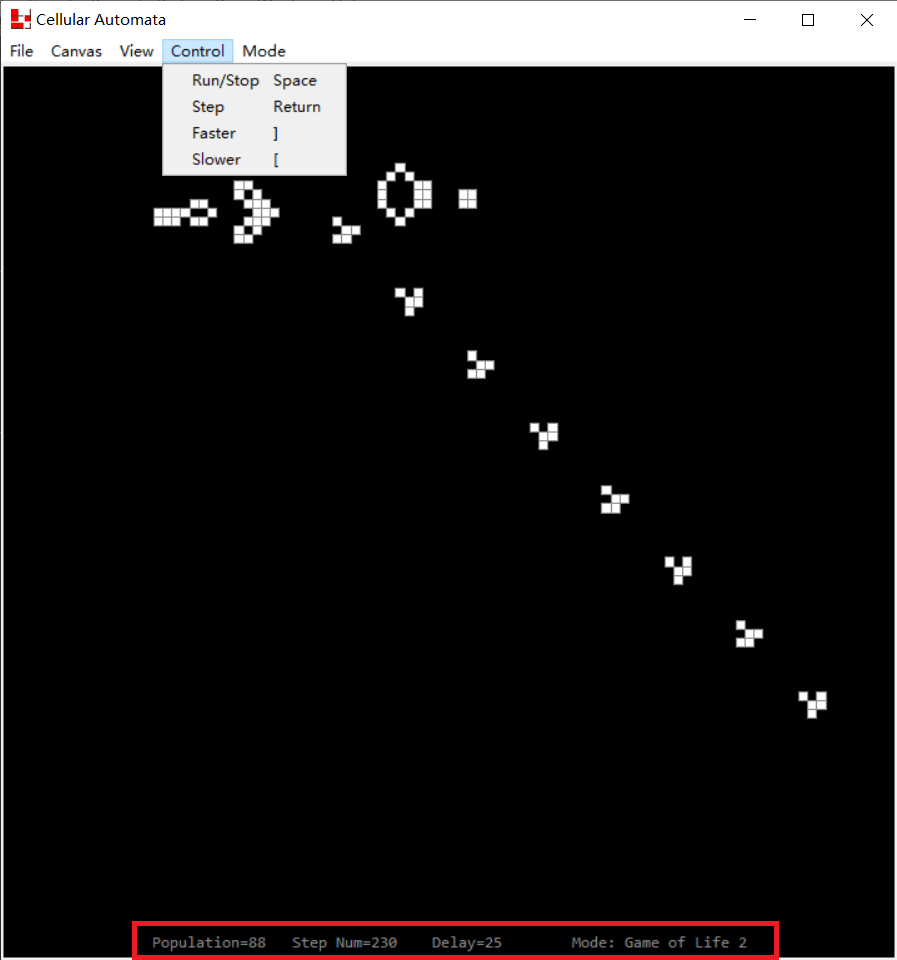 Cellular Automata
File Canvas View Control Mode
Run/Stop Space
Step Return
Faster ]
Slower [
Population=88 Step Num=230 Delay=25 Mode: Game of Life 2